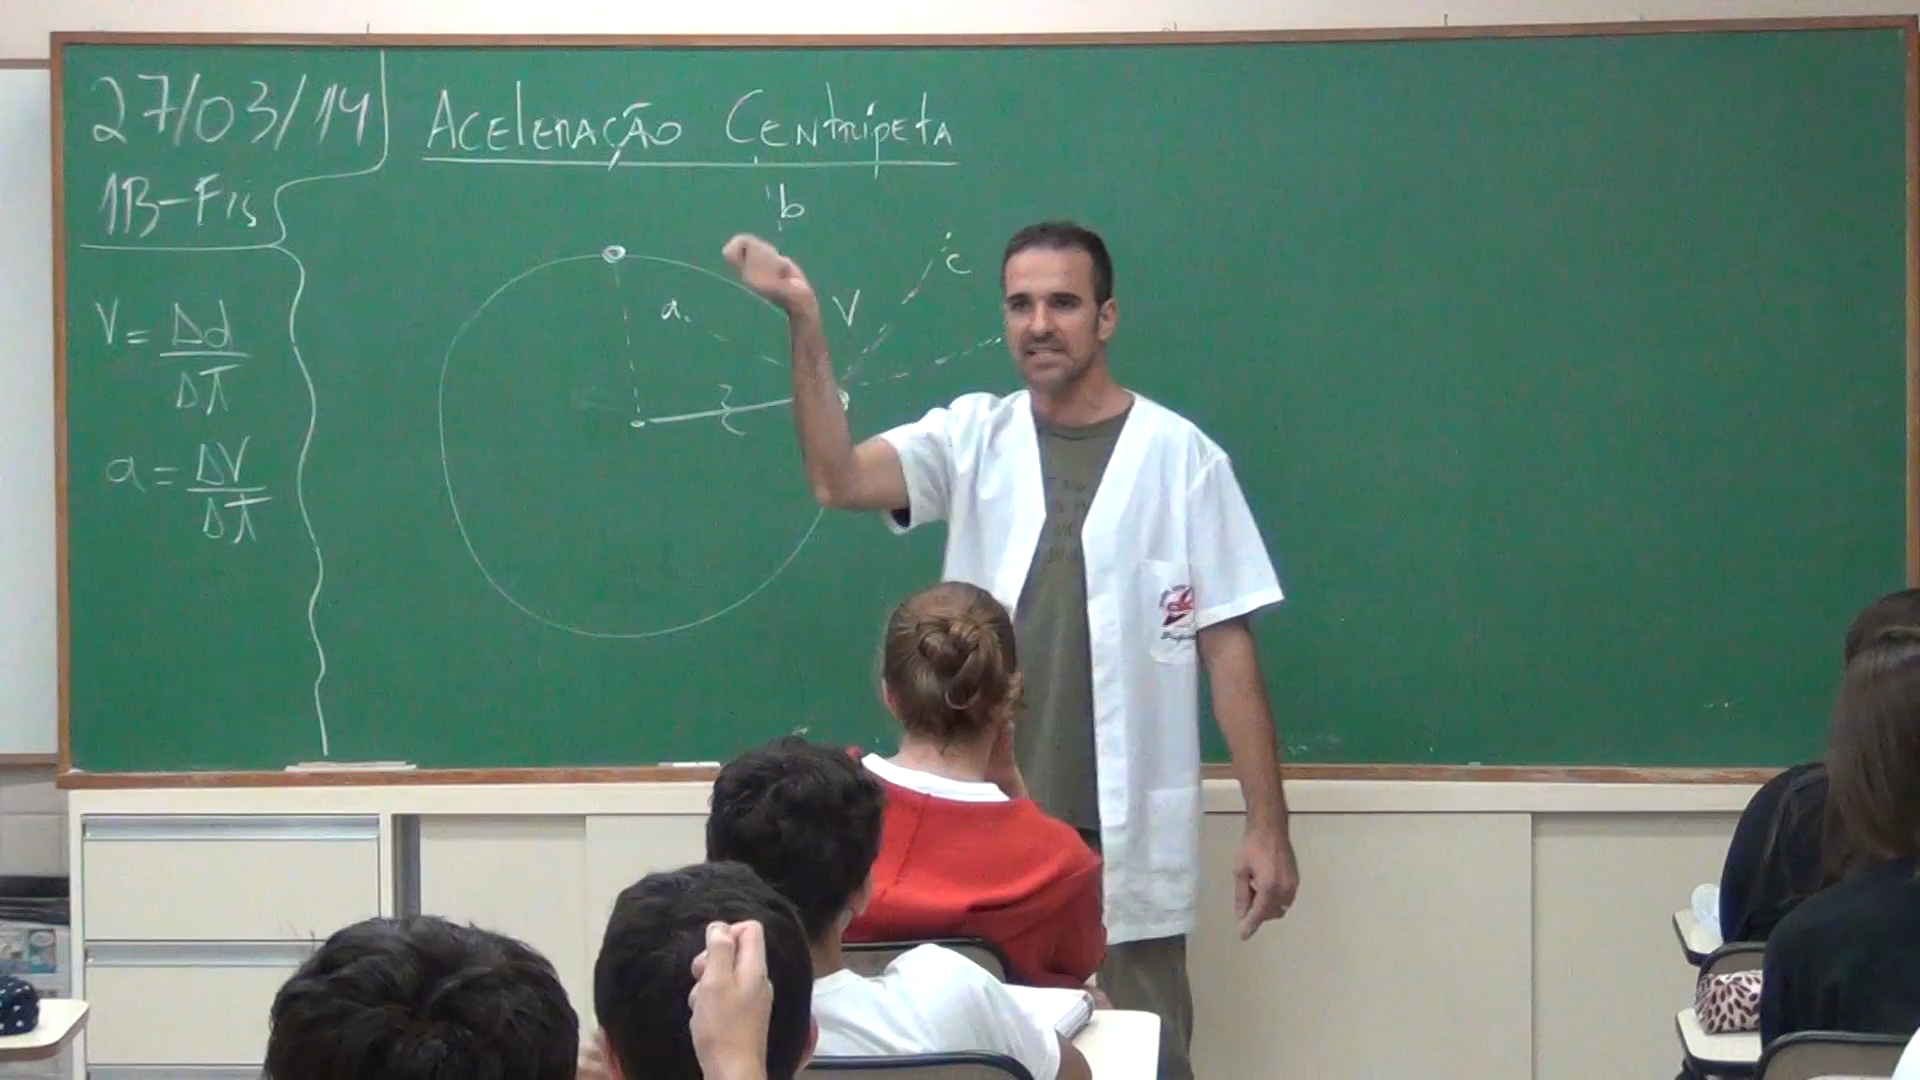 27/03/14
Aceleração Centrípeta
1B-Fis
b
c
a.
V
V = Δd
ΔT
r
a = ΔV
ΔT